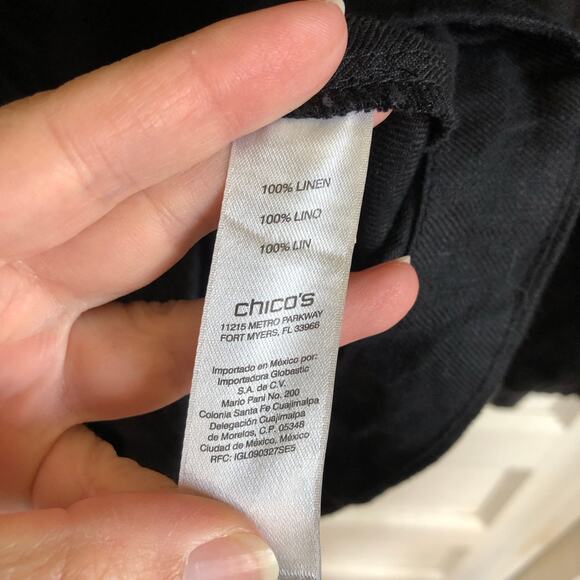 100% LINEN
100% LINO
100% LIN
chico's
11215 METRO PARKWAY
FORT MYERS, FL 33966
Importado en México por:
Importadora Globastic
S.A. de C.V.
Mario Pani No. 200
Colonia Santa Fe Cuajimalpa
Delegación Cuajimalpa
de Morelos, C.P. 05348
Ciudad de México, México
RFC: IGL090327SE5